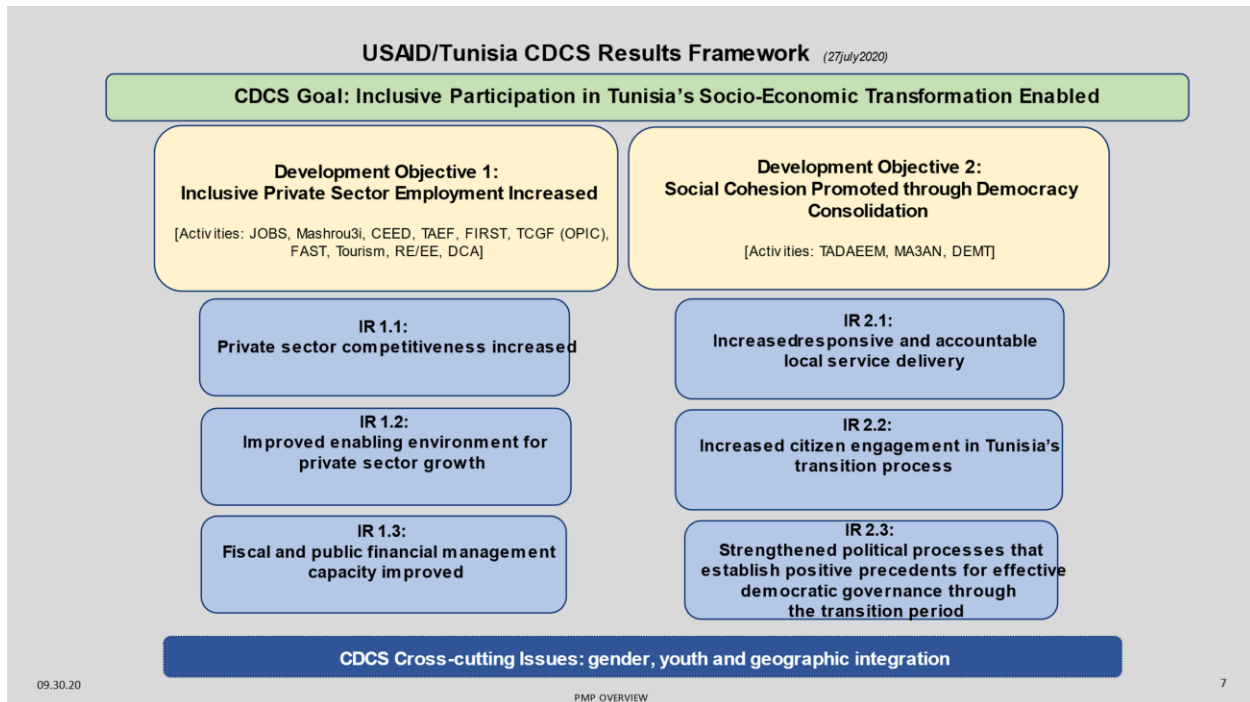 USAID/Tunisia CDCS Results Framework (27july2020)
CDCS Goal: Inclusive Participation in Tunisia's Socio-Economic Transformation Enabled
Development Objective 1:
Inclusive Private Sector Employment Increased
[Activities: JOBS, Mashrou3i, CEED, TAEF, FIRST, TCGF (OPIC),
FAST, Tourism, RE/EE, DCA]
Development Objective 2:
Social Cohesion Promoted through Democracy
Consolidation
[Activities: TADAEEM, MA3AN, DEMT]
IR 1.1:
Private sector competitiveness increased
IR 1.2:
Improved enabling environment for
private sector growth
IR 1.3:
Fiscal and public financial management
capacity improved
IR 2.1:
Increasedresponsive and accountable
local service delivery
IR 2.2:
Increased citizen engagement in Tunisia's
transition process
IR 2.3:
Strengthened political processes that
establish positive precedents for effective
democratic governance through
the transition period
CDCS Cross-cutting Issues: gender, youth and geographic integration
09.30.20
PMP OVERVIEW
7